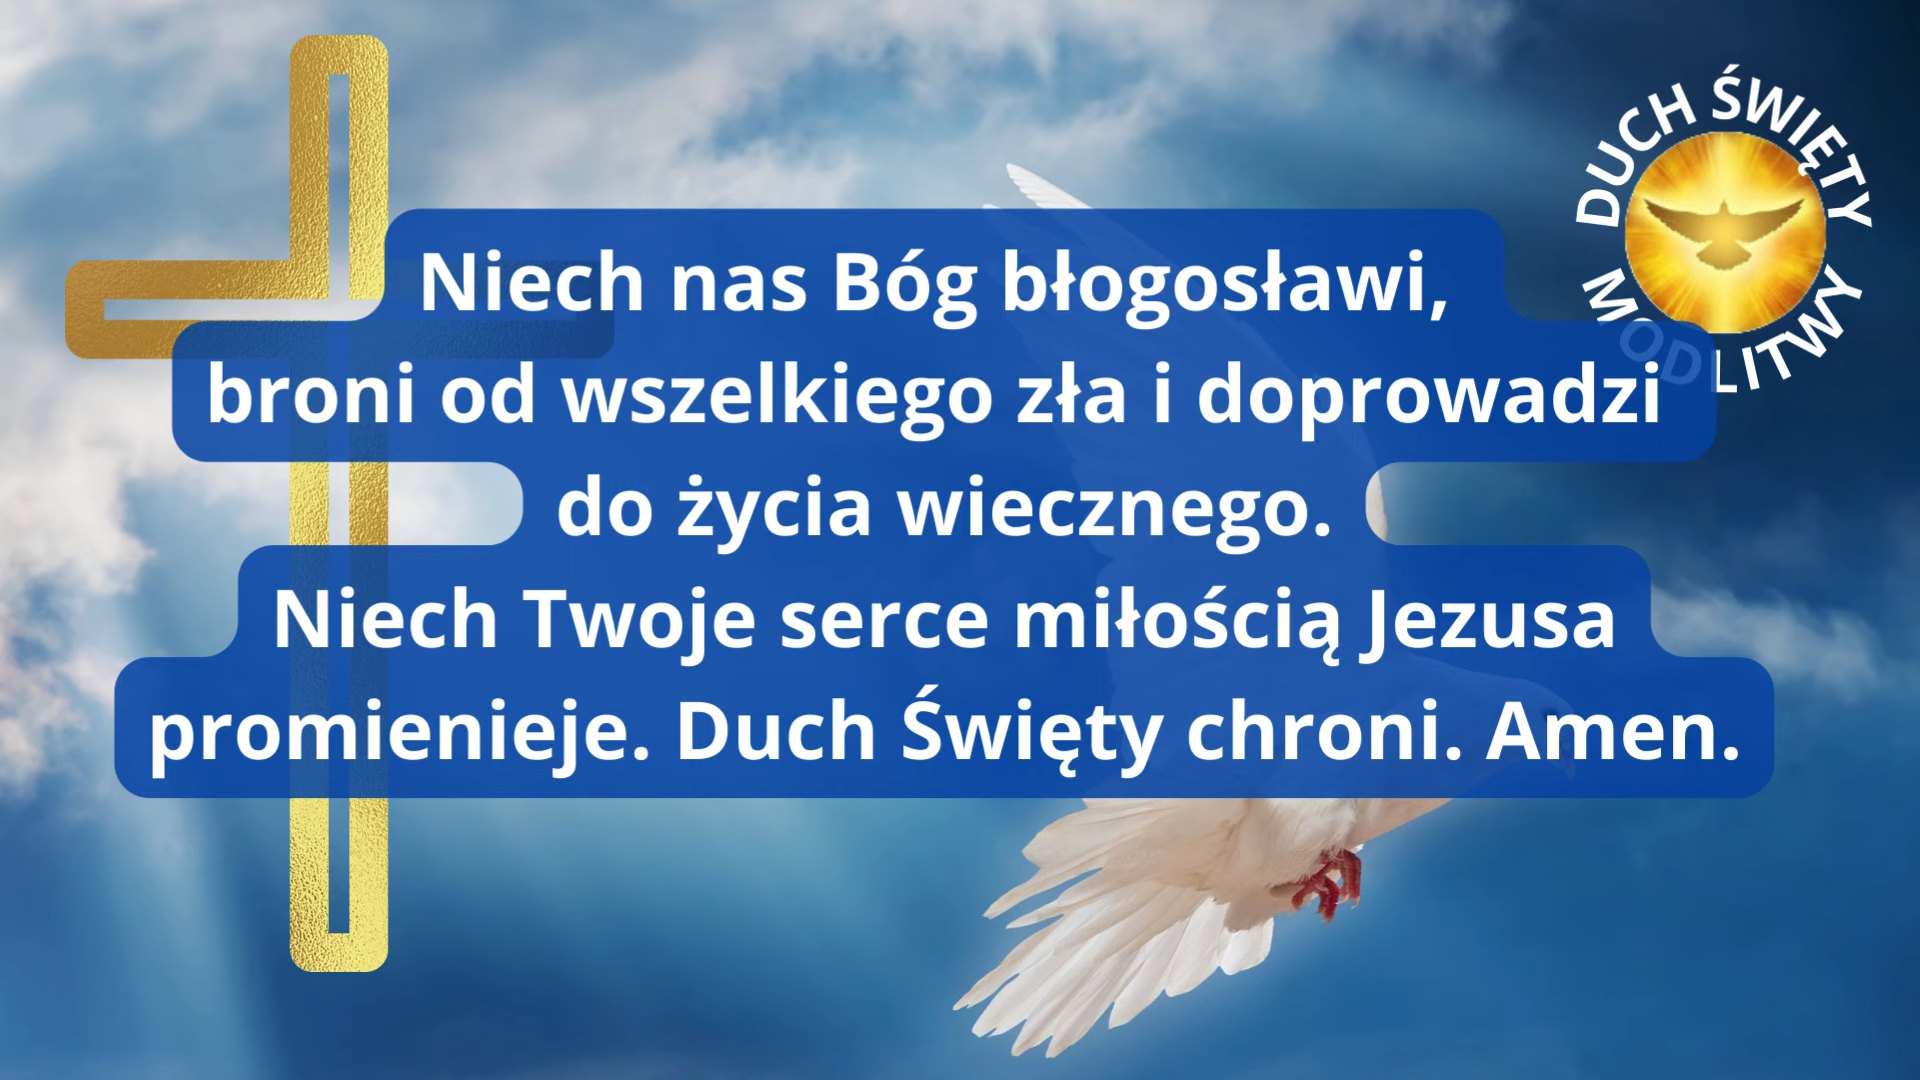 DUCH ŚWIĘTY
MODLITWY
Niech nas Bóg błogosławi,
broni od wszelkiego zła i doprowadzi
do życia wiecznego.
Niech Twoje serce miłością Jezusa
promienieje. Duch Święty chroni. Amen.